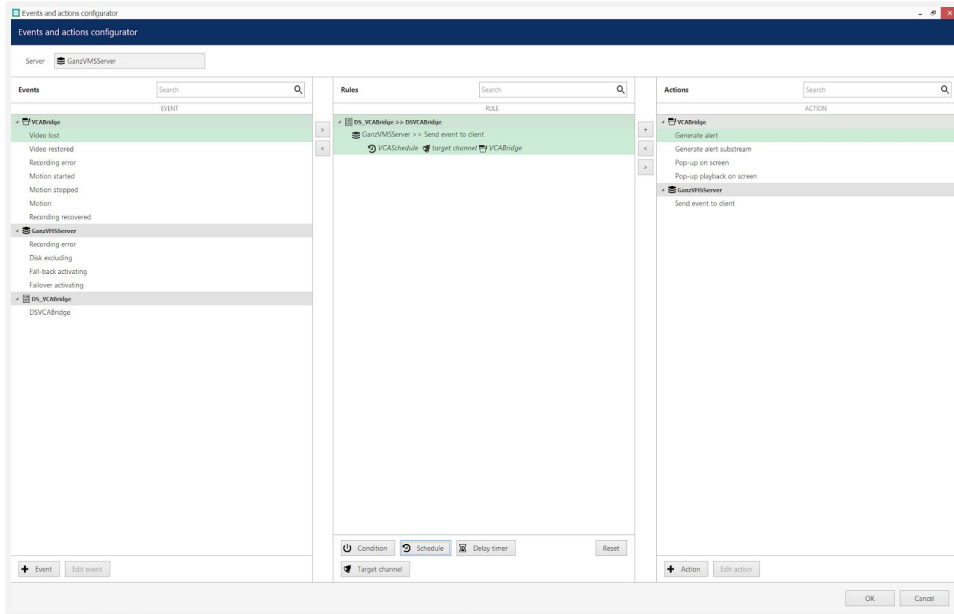 Events and actions configurator
Events and actions configurator
Server GanzVMSServer
Events Search
EVENT
VCABridge
Video lost
Video restored
Recording error
Motion started
Motion stopped
Motion
Recording recovered
GanzVMSServer
Recording error
Disk excluding
Fall-back activating
Failover activating
DS_VCABridge
DSVCABridge
+ Event Edit event
> 
<
Rules Search
RULE
DS_VCABridge >> DSVCABridge
GanzVMSServer >> Send event to client
VCASchedule target channel VCABridge
Condition Schedule Delay timer Reset
Target channel
+
<
>
Actions Search
ACTION
VCABridge
Generate alert
Generate alert substream
Pop-up on screen
Pop-up playback on screen
GanzVMSServer
Send event to client
+ Action Edit action
OK Cancel